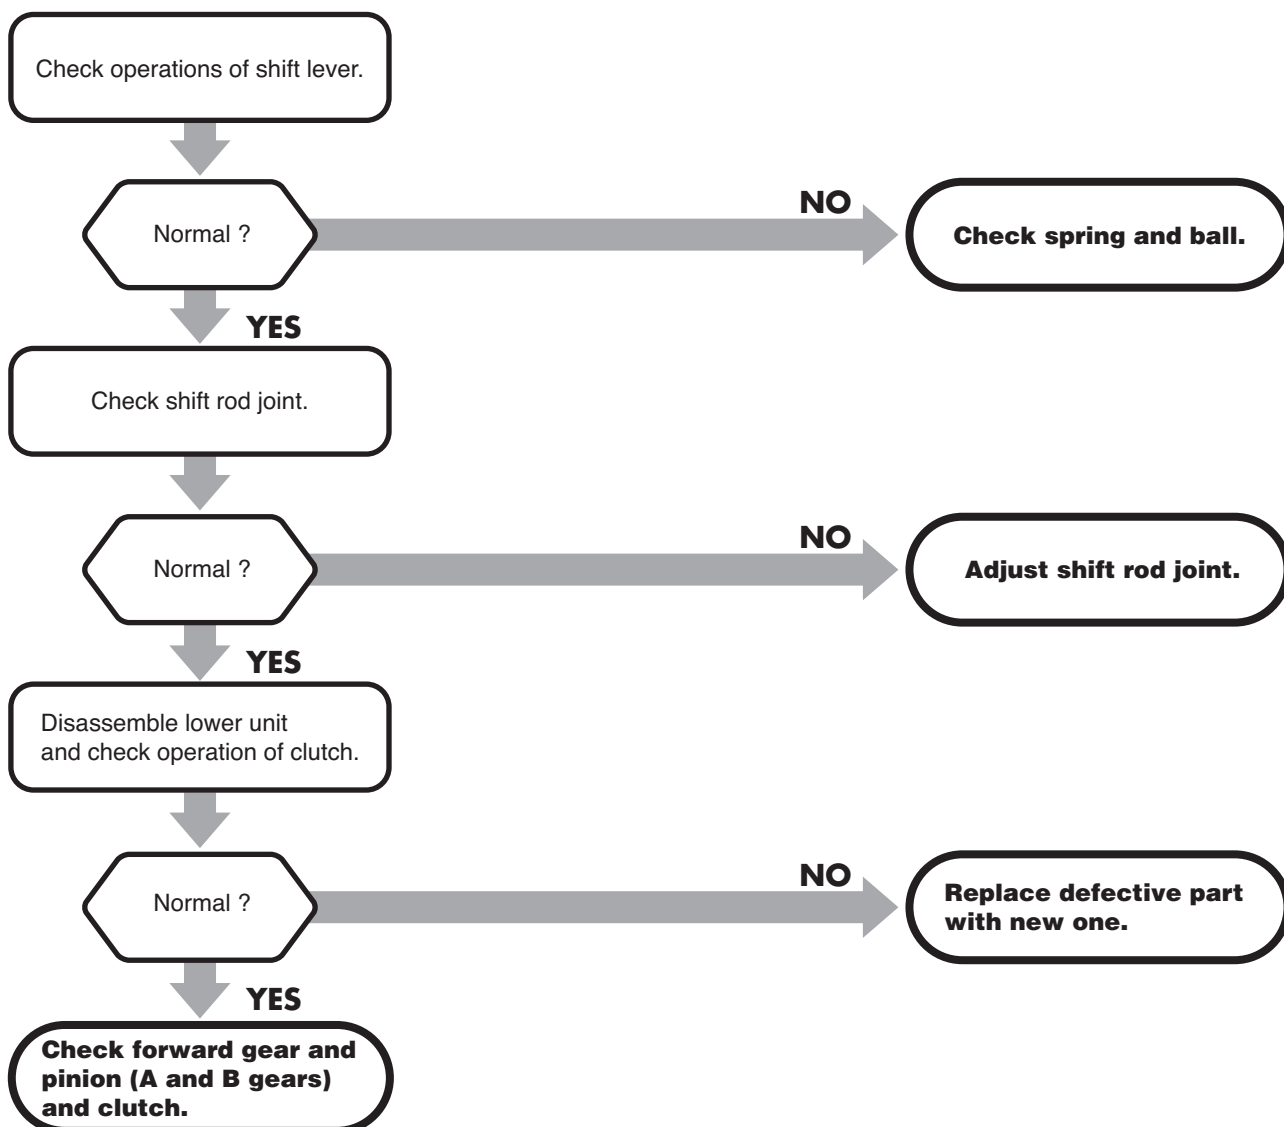 Check operations of shift lever.
Normal ?
NO
Check spring and ball.
YES
Check shift rod joint.
Normal ?
NO
Adjust shift rod joint.
YES
Disassemble lower unit
and check operation of clutch.
Normal ?
NO
Replace defective part
with new one.
YES
Check forward gear and
pinion (A and B gears)
and clutch.